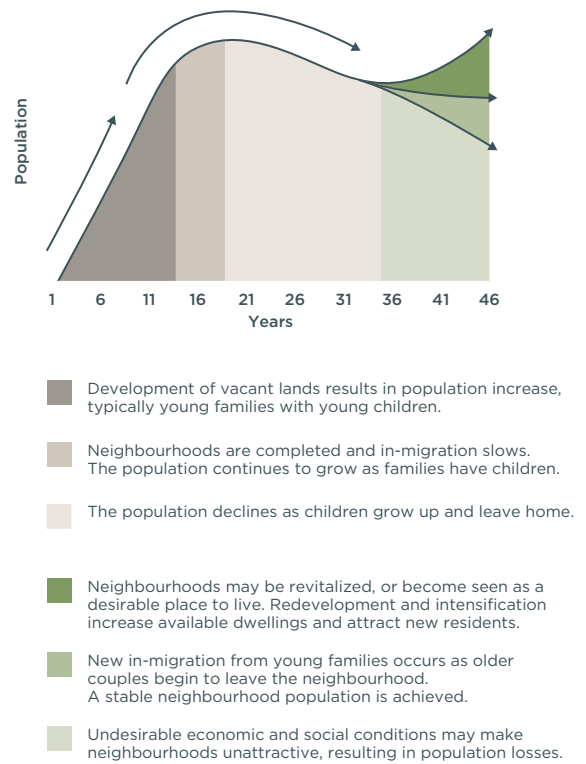 Population
1 6 11 16 21 26 31 36 41 46
Years
Development of vacant lands results in population increase,
typically young families with young children.
Neighbourhoods are completed and in-migration slows.
The population continues to grow as families have children.
The population declines as children grow up and leave home.
Neighbourhoods may be revitalized, or become seen as a
desirable place to live. Redevelopment and intensification
increase available dwellings and attract new residents.
New in-migration from young families occurs as older
couples begin to leave the neighbourhood.
A stable neighbourhood population is achieved.
Undesirable economic and social conditions may make
neighbourhoods unattractive, resulting in population losses.